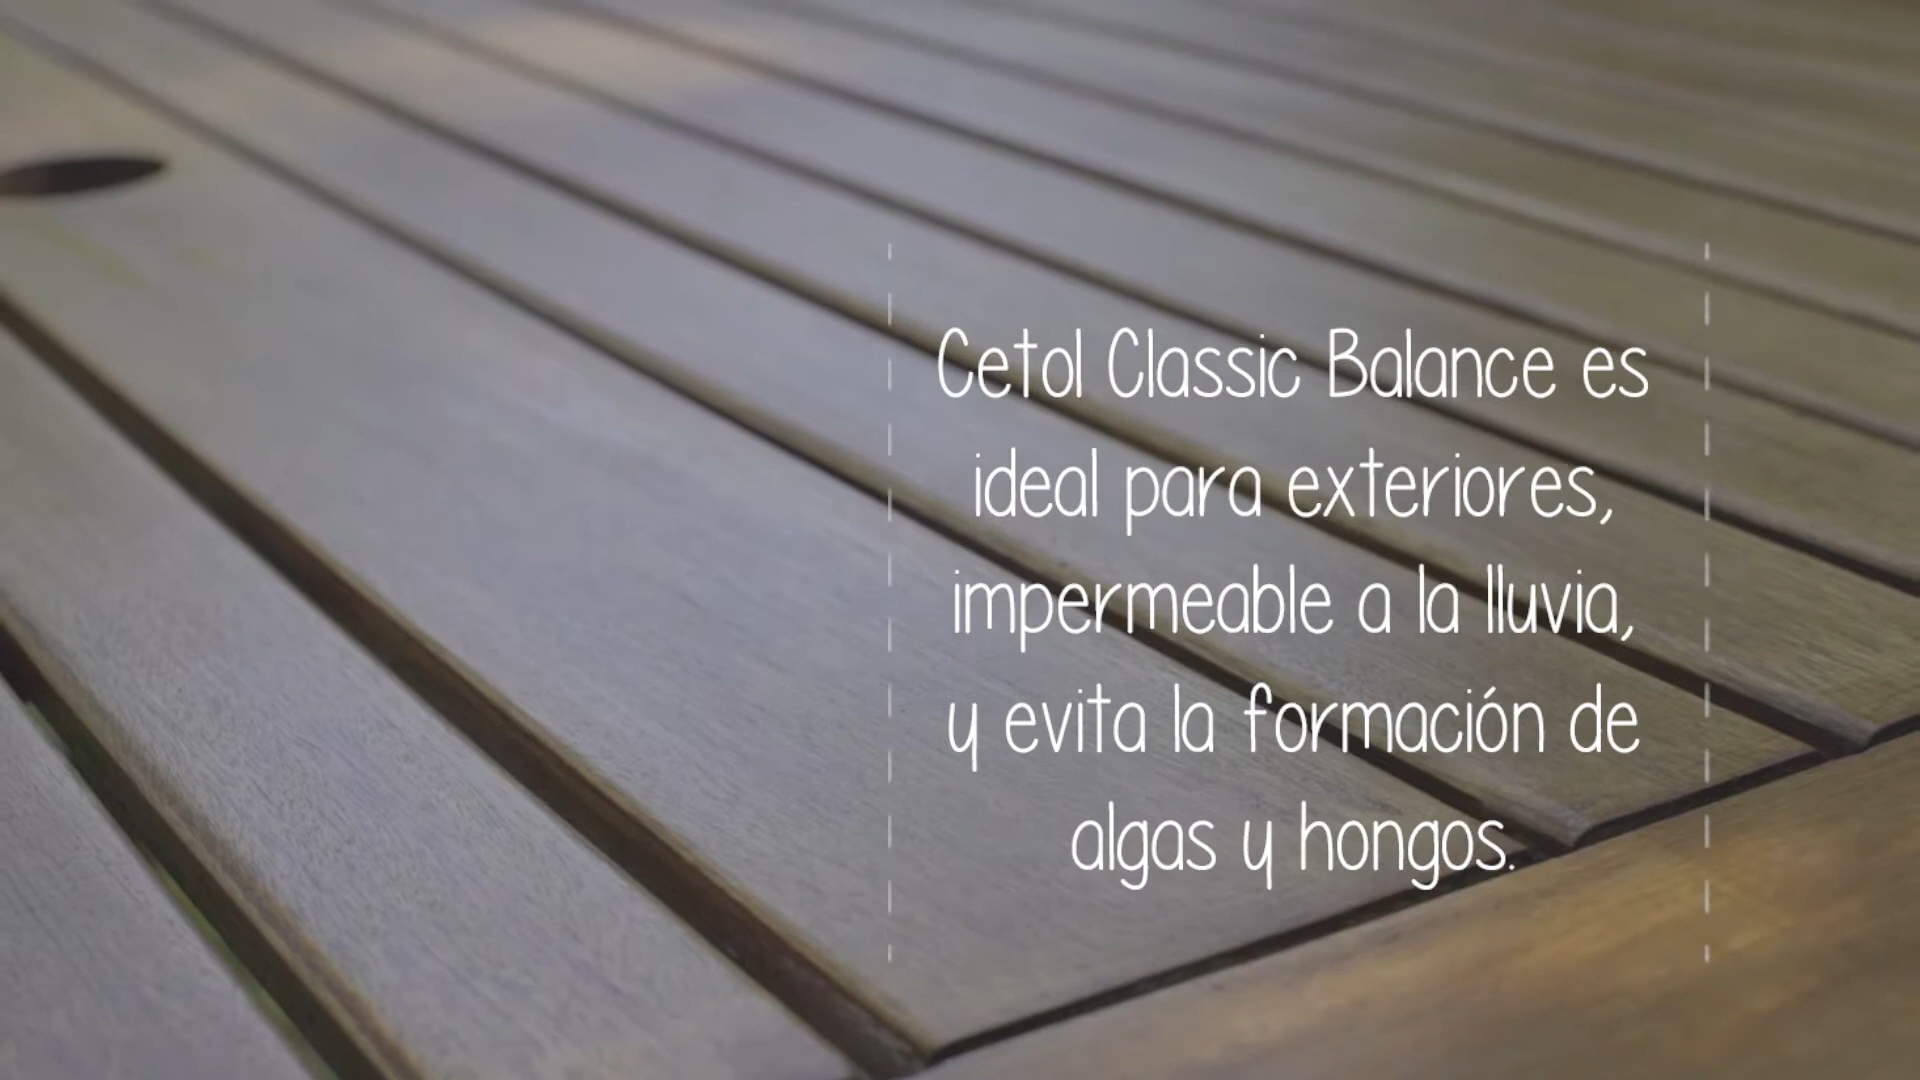 Cetol Classic Balance es
ideal para exteriores,
impermeable a la lluvia,
y evita la formación de
algas y hongos.